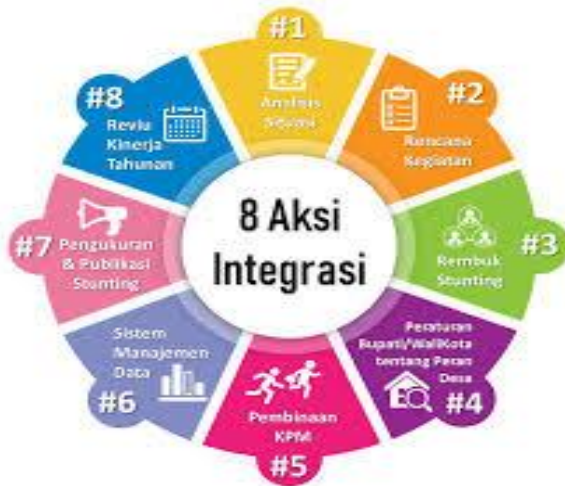 #1
Analisis
Situasi
#2
Rencana
Kegiatan
#3
Rembuk
Stunting
Peraturan
Bupati/WaliKota
tentang Peran
Desa
#4
Pembinaan
KPM
#5
Sistem
Manajemen
Data
#6
#7
Pengukuran
& Publikasi
Stunting
#8
Reviu
Kinerja
Tahunan
8 Aksi
Integrasi